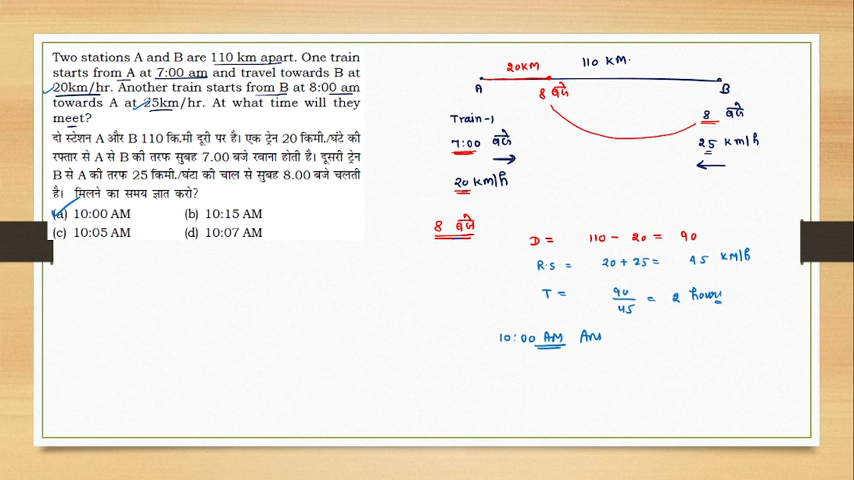 Two stations A and B are 110 km apart. One train
starts from A at 7:00 am and travel towards B at
20km/hr. Another train starts from B at 8:00 am
towards A at 25km/hr. At what time will they
meet?
दो स्टेशन A और B 110 कि.मी दूरी पर है। एक ट्रेन 20 किमी./घंटे की
रफ्तार से A से B की तरफ सुबह 7.00 बजे रवाना होती है। दूसरी ट्रेन
B से A की तरफ 25 किमी./घंटा की चाल से सुबह 8.00 बजे चलती
है। मिलने का समय ज्ञात करो?
(a) 10:00 AM (b) 10:15 AM
(c) 10:05 AM (d) 10:07 AM
20KM 110 KM.
A B
8 बजे
8 बजे
Train-1
7:00 बजे
25 km/h
20 km/h
8 बजे
D = 110 - 20 = 90
R.S = 20 + 25 = 45 km/h
T = 90/45 = 2 hours
10:00 AM Ans